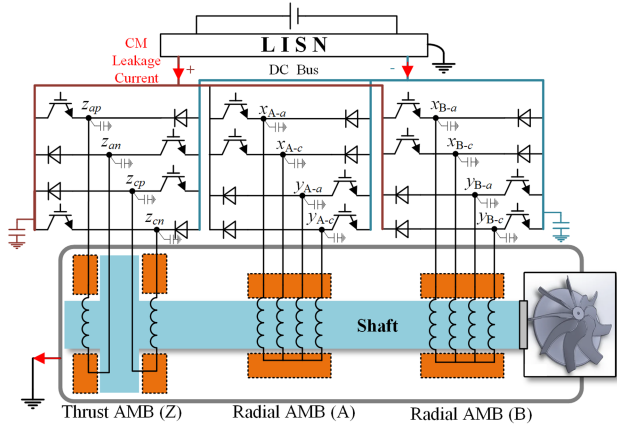 LISN
CM
Leakage
Current
+
DC Bus
-
z_ap
x_A-a
x_B-a
z_an
x_A-c
x_B-c
z_cp
y_A-a
y_B-a
z_cn
y_A-c
y_B-c
Shaft
Thrust AMB (Z)
Radial AMB (A)
Radial AMB (B)